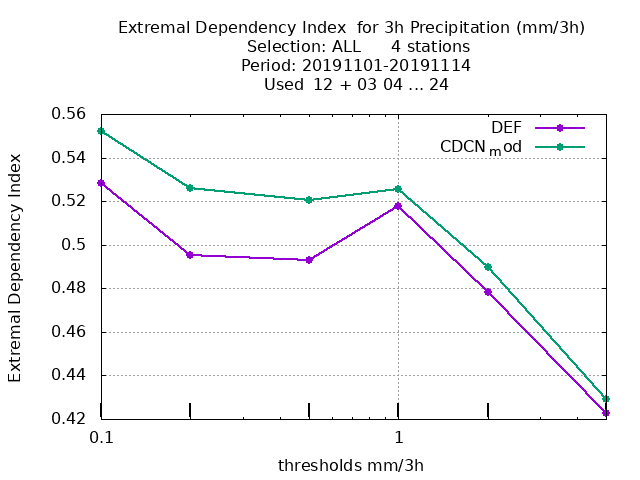 Extremal Dependency Index  for 3h Precipitation (mm/3h)
Selection: ALL      4 stations
Period: 20191101-20191114
Used  12 + 03 04 ... 24
DEF
CDCNmod
0.56
0.54
0.52
0.5
0.48
0.46
0.44
0.42
Extremal Dependency Index
0.1
1
thresholds mm/3h